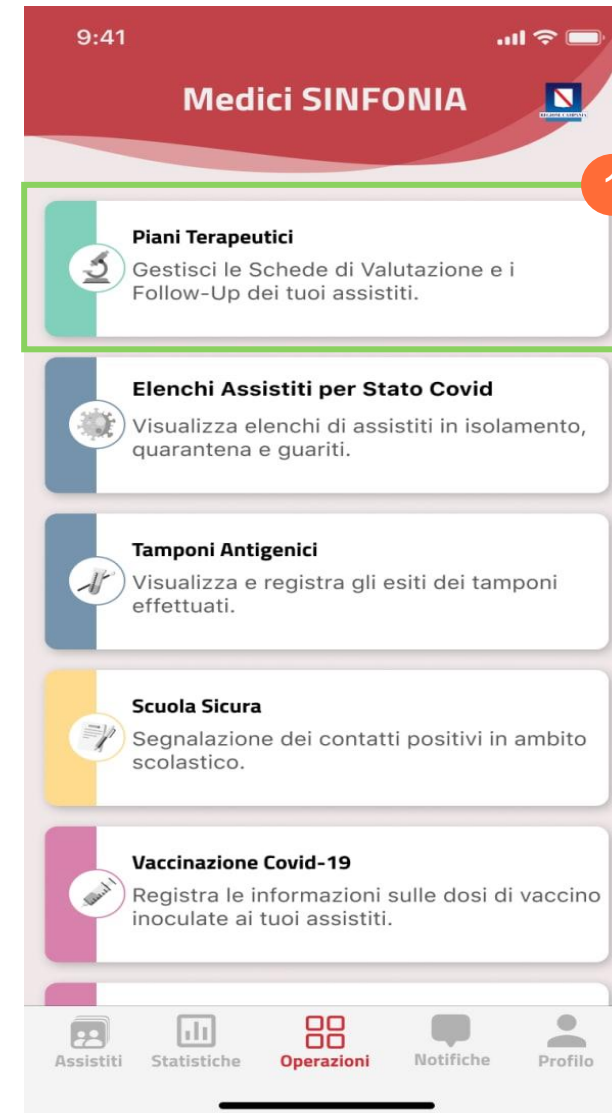 9:41
Medici SINFONIA
REGIONE CAMPANIA
1
Piani Terapeutici
Gestisci le Schede di Valutazione e i
Follow-Up dei tuoi assistiti.
Elenchi Assistiti per Stato Covid
Visualizza elenchi di assistiti in isolamento,
quarantena e guariti.
Tamponi Antigenici
Visualizza e registra gli esiti dei tamponi
effettuati.
Scuola Sicura
Segnalazione dei contatti positivi in ambito
scolastico.
Vaccinazione Covid-19
Registra le informazioni sulle dosi di vaccino
inoculate ai tuoi assistiti.
Assistiti Statistiche Operazioni Notifiche Profilo